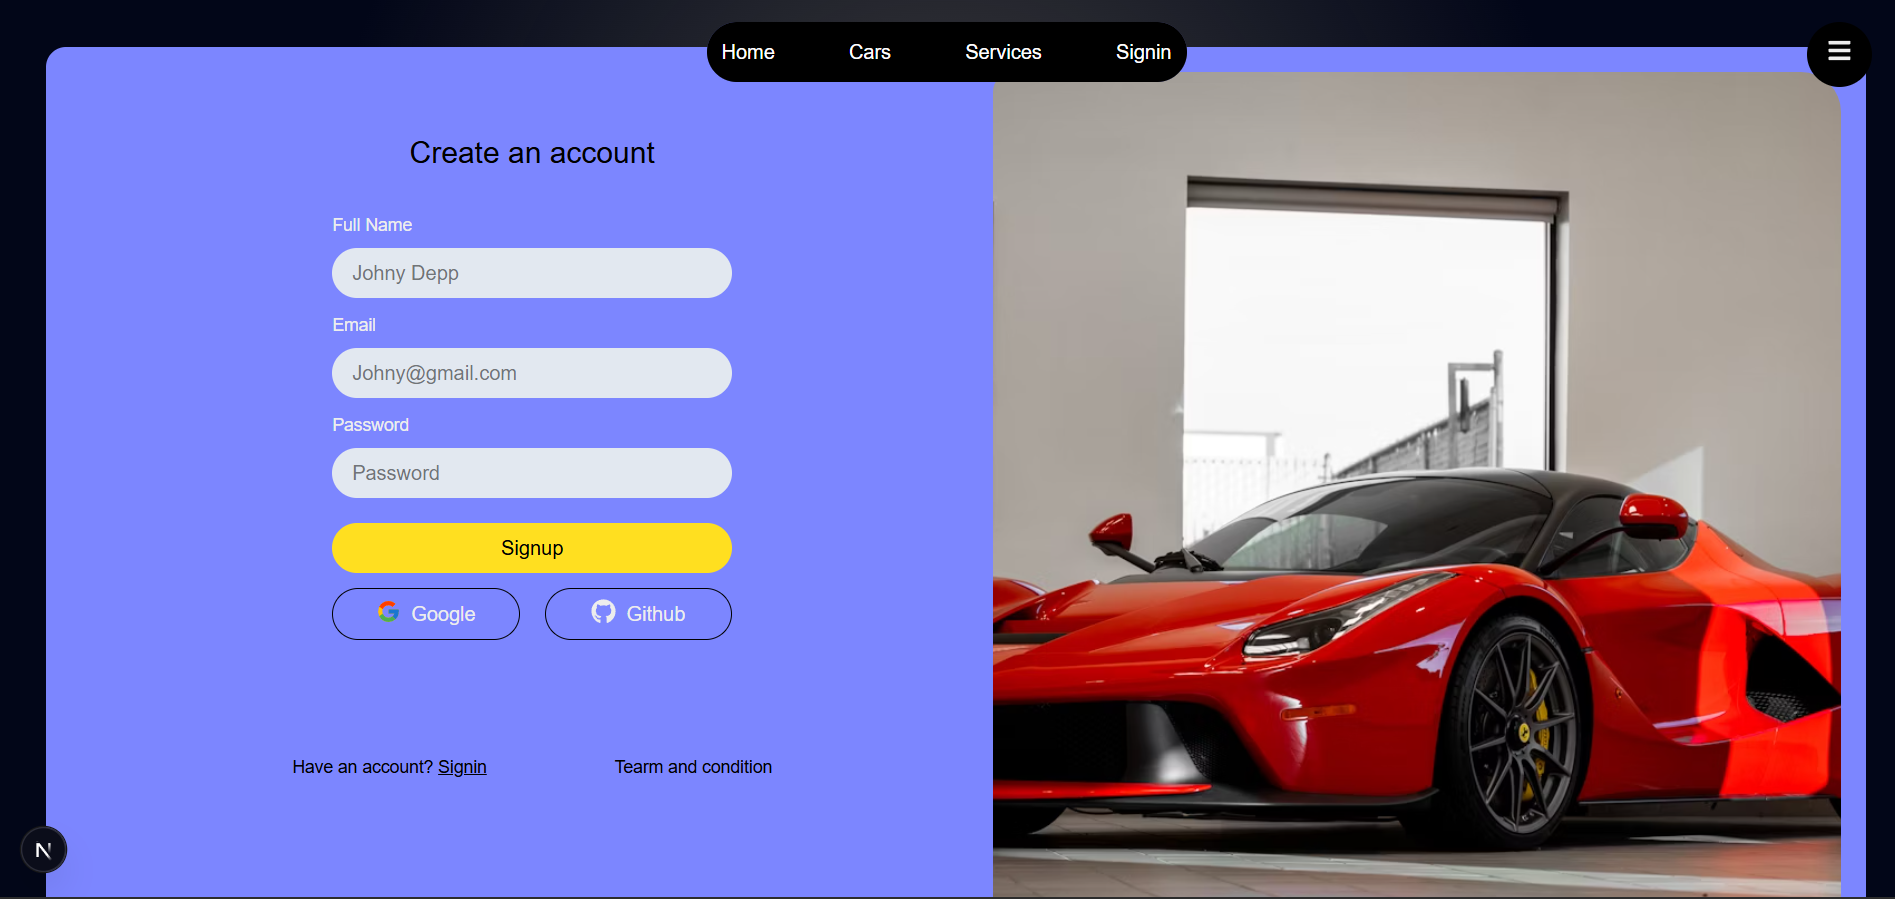 Home Cars Services Signin
Create an account
Full Name
Johny Depp
Email
Johny@gmail.com
Password
Password
Signup
Google Github
Have an account? Signin Tearm and condition
N